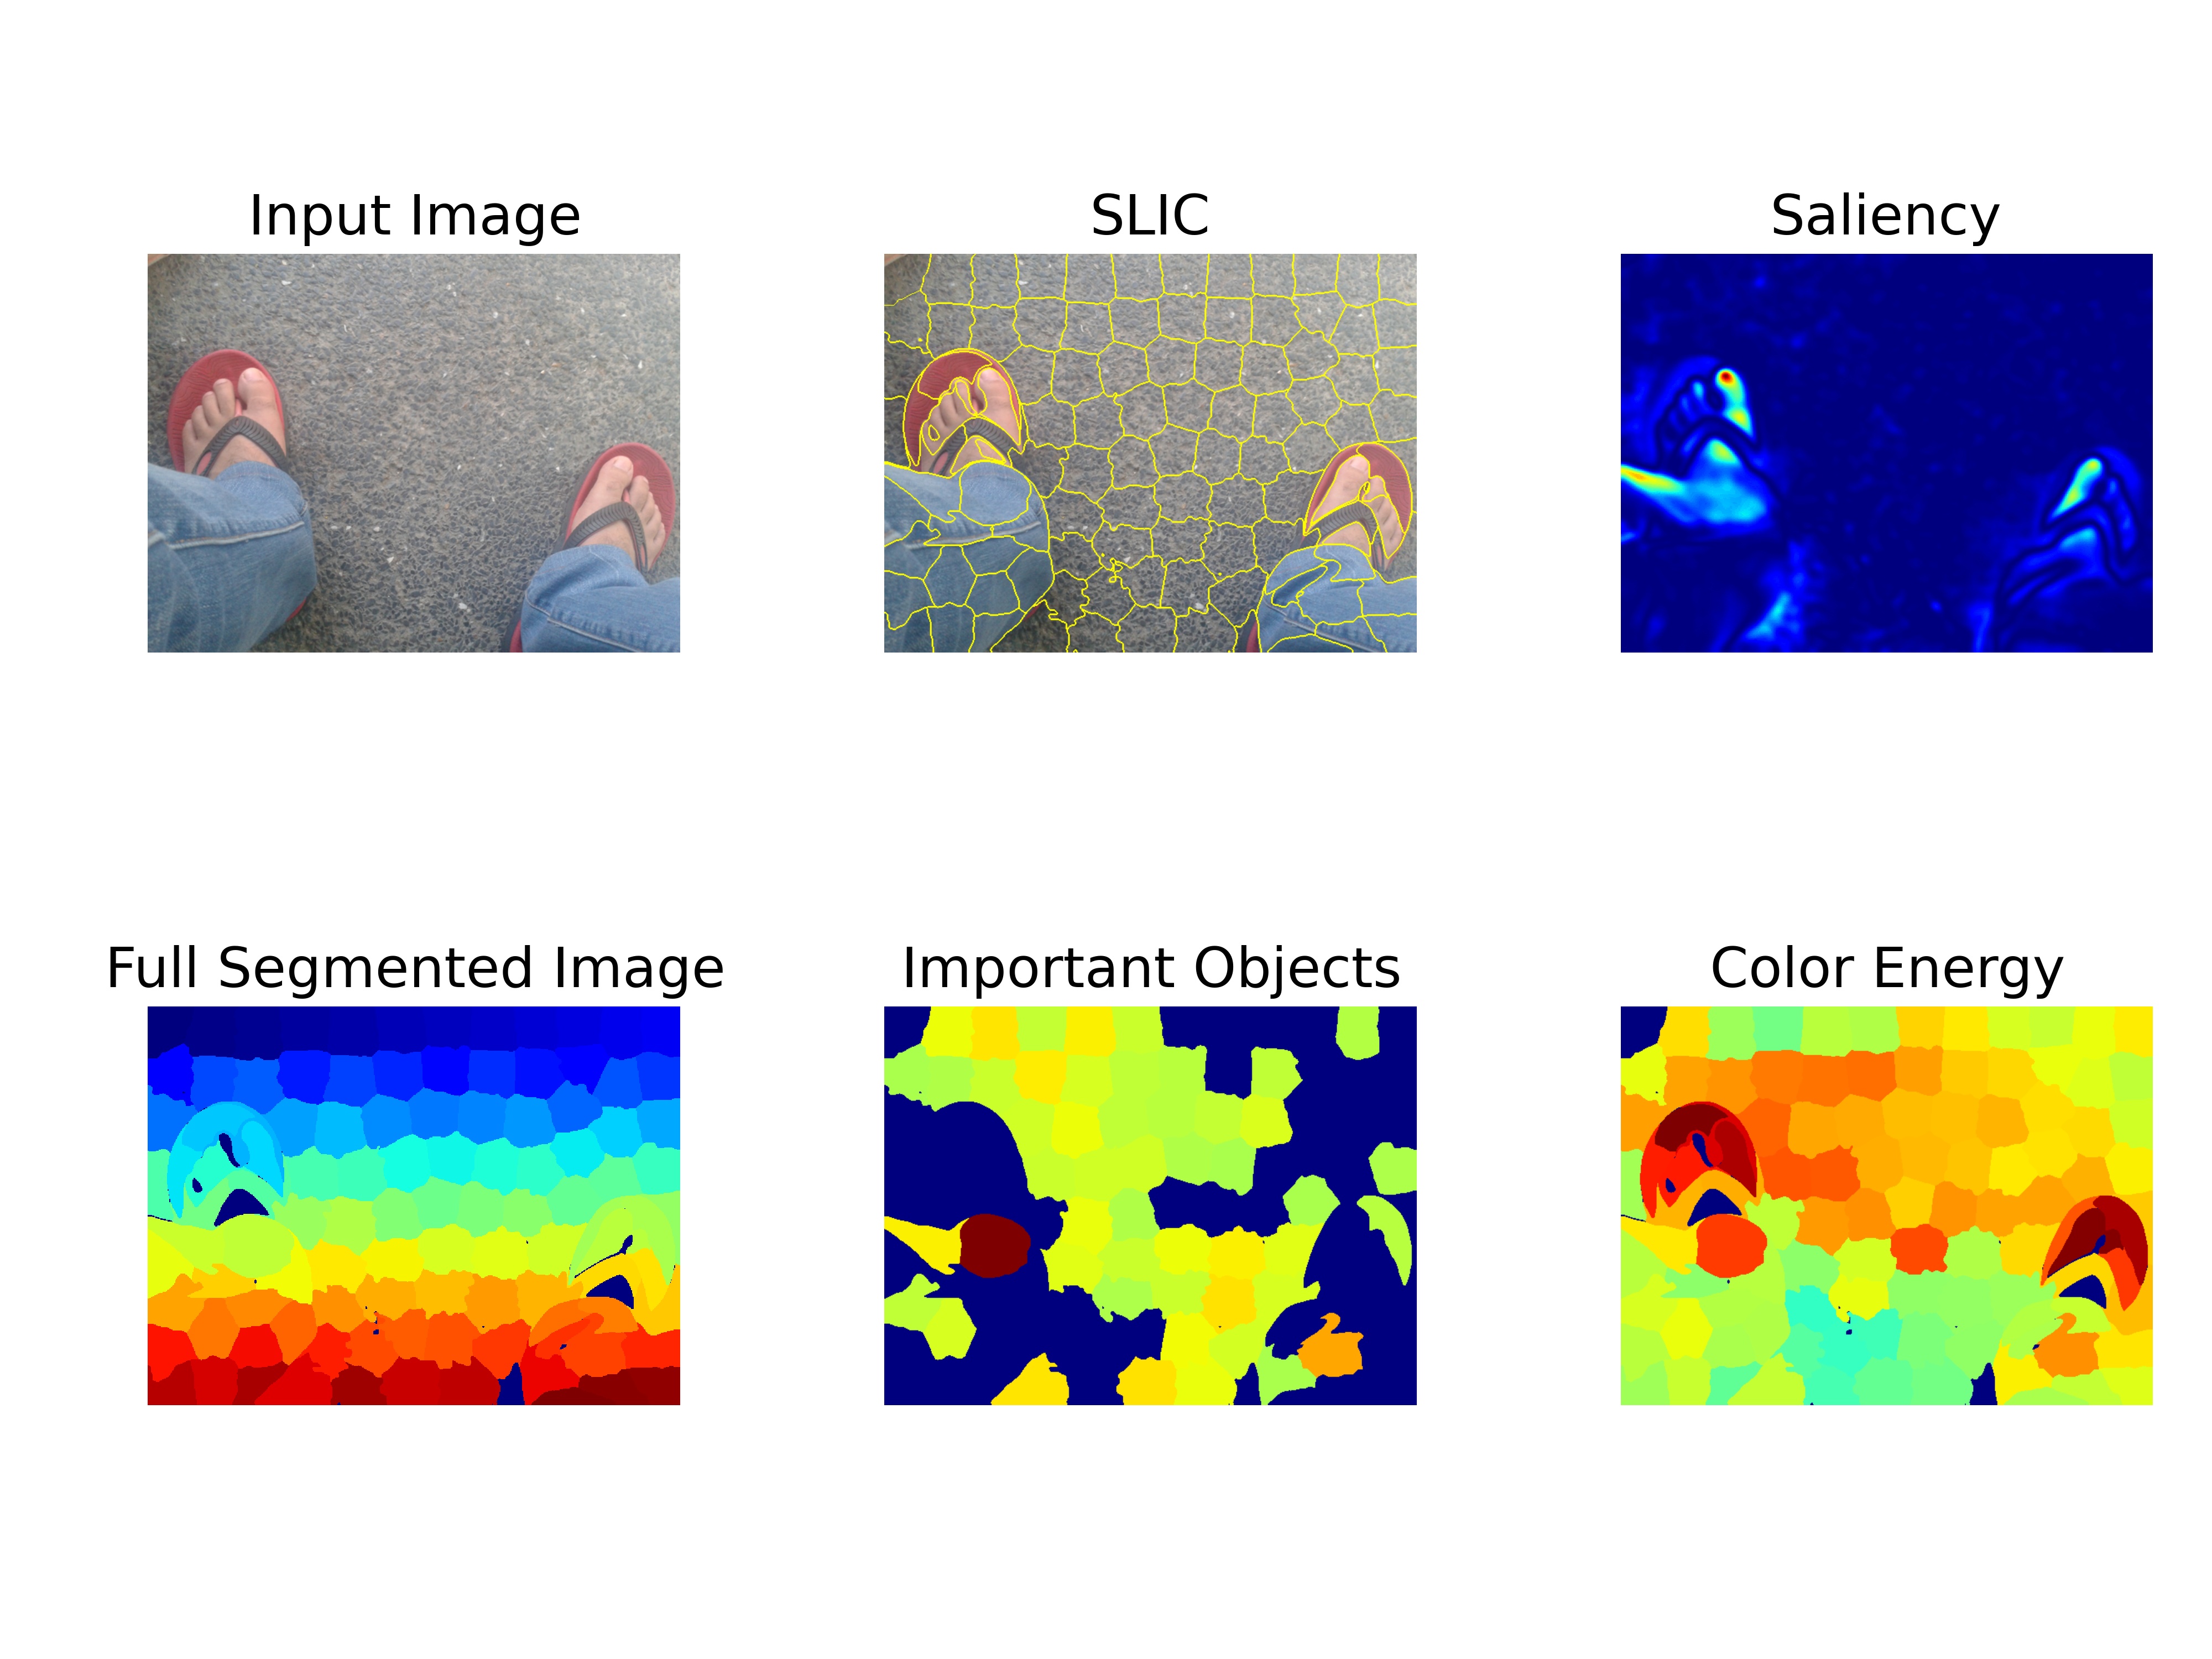 Input Image
SLIC
Saliency
Full Segmented Image
Important Objects
Color Energy